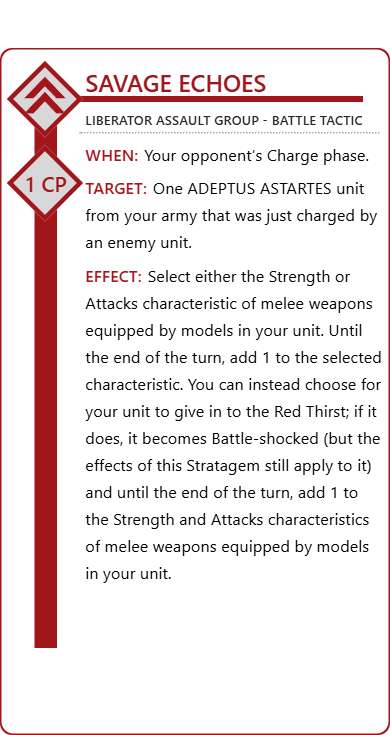 SAVAGE ECHOES
LIBERATOR ASSAULT GROUP - BATTLE TACTIC
1 CP
WHEN: Your opponent’s Charge phase.
TARGET: One ADEPTUS ASTARTES unit
from your army that was just charged by
an enemy unit.
EFFECT: Select either the Strength or
Attacks characteristic of melee weapons
equipped by models in your unit. Until
the end of the turn, add 1 to the selected
characteristic. You can instead choose for
your unit to give in to the Red Thirst; if it
does, it becomes Battle-shocked (but the
effects of this Stratagem still apply to it)
and until the end of the turn, add 1 to
the Strength and Attacks characteristics
of melee weapons equipped by models
in your unit.